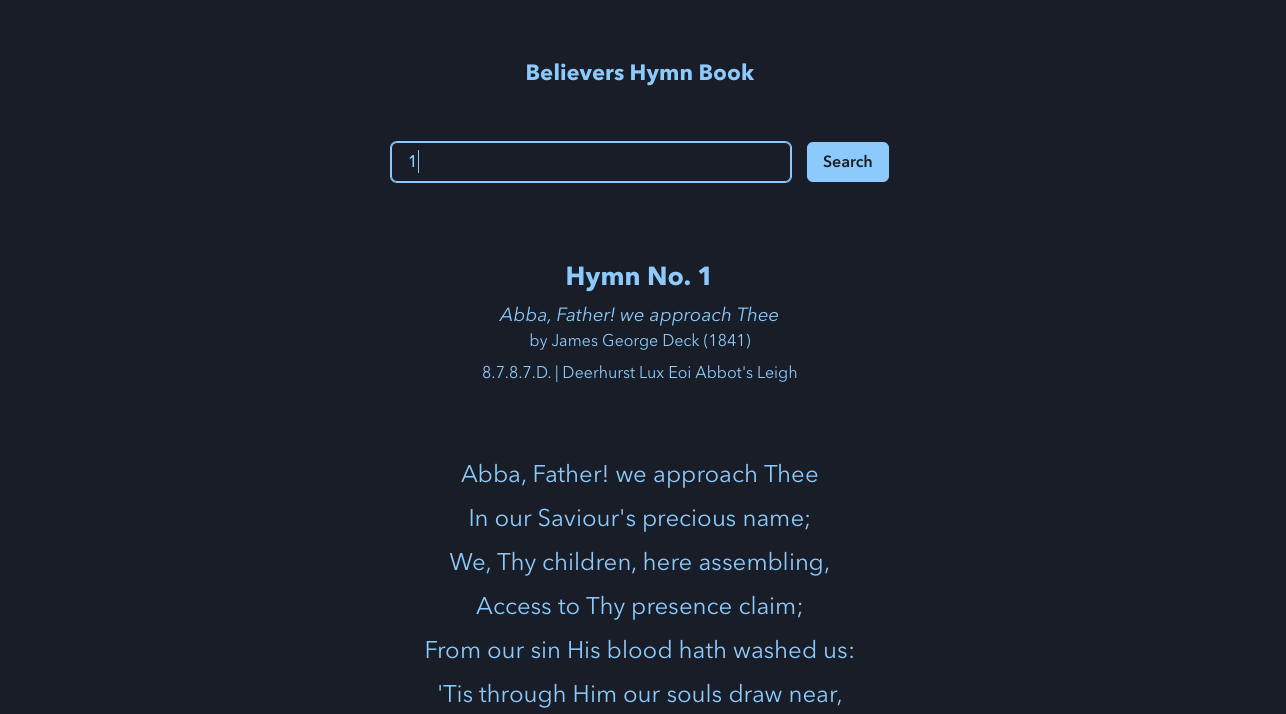 Believers Hymn Book
1
Search
Hymn No. 1
Abba, Father! we approach Thee
by James George Deck (1841)
8.7.8.7.D. | Deerhurst Lux Eoi Abbot's Leigh
Abba, Father! we approach Thee
In our Saviour's precious name;
We, Thy children, here assembling,
Access to Thy presence claim;
From our sin His blood hath washed us:
'Tis through Him our souls draw near,